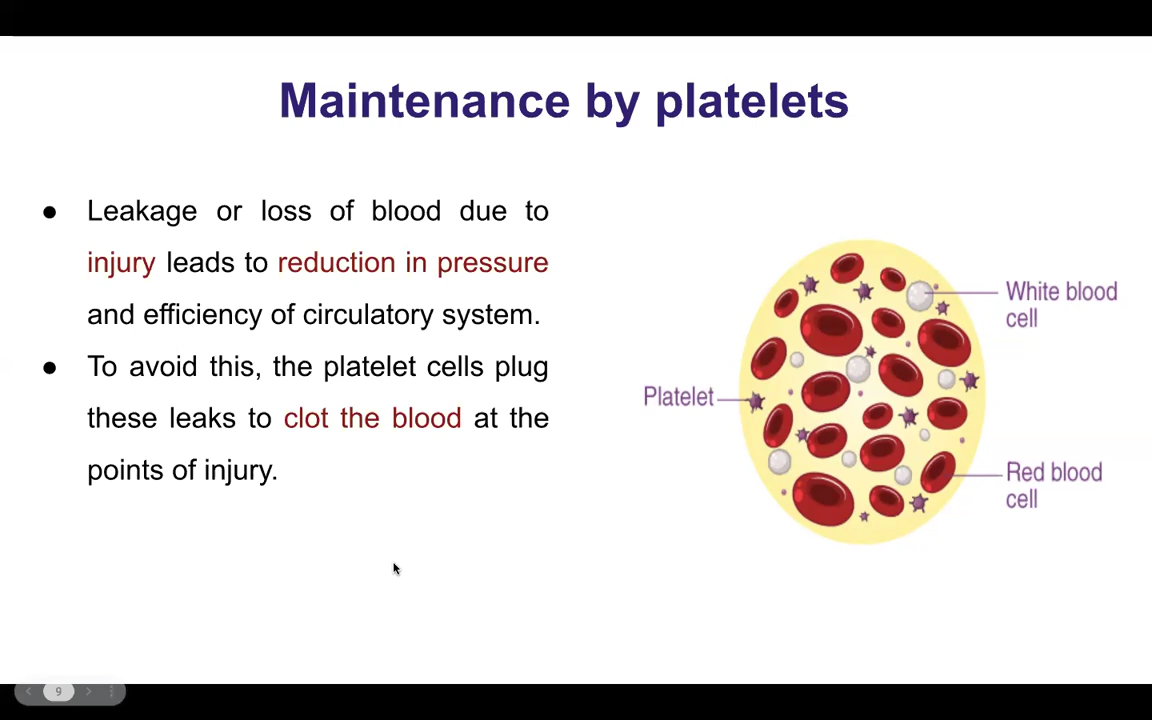 Maintenance by platelets
● Leakage or loss of blood due to
injury leads to reduction in pressure
and efficiency of circulatory system.
● To avoid this, the platelet cells plug
these leaks to clot the blood at the
points of injury.
White blood
cell
Platelet
Red blood
cell
9